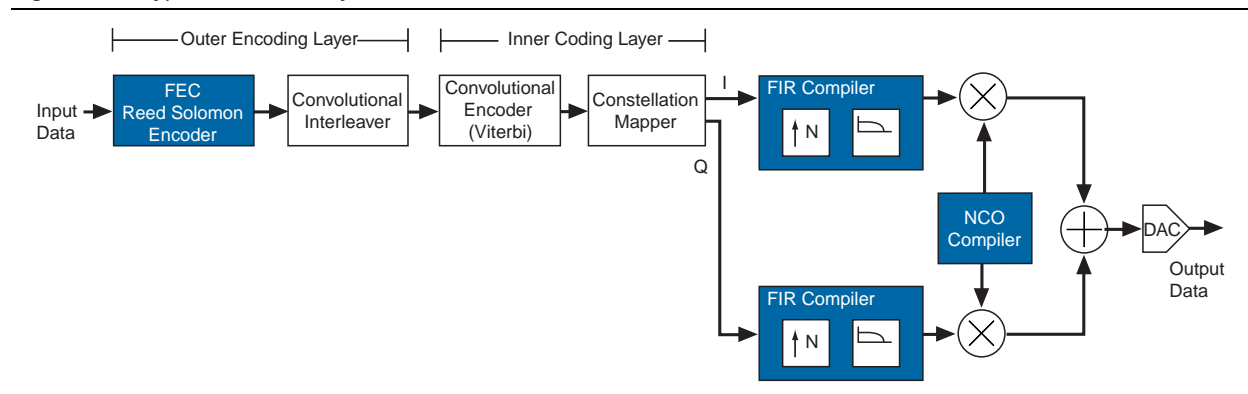 Outer Encoding Layer
Inner Coding Layer
Input
Data
FEC
Reed Solomon
Encoder
Convolutional
Interleaver
Convolutional
Encoder
(Viterbi)
Constellation
Mapper
I
Q
FIR Compiler
N
NCO
Compiler
DAC
Output
Data
FIR Compiler
N